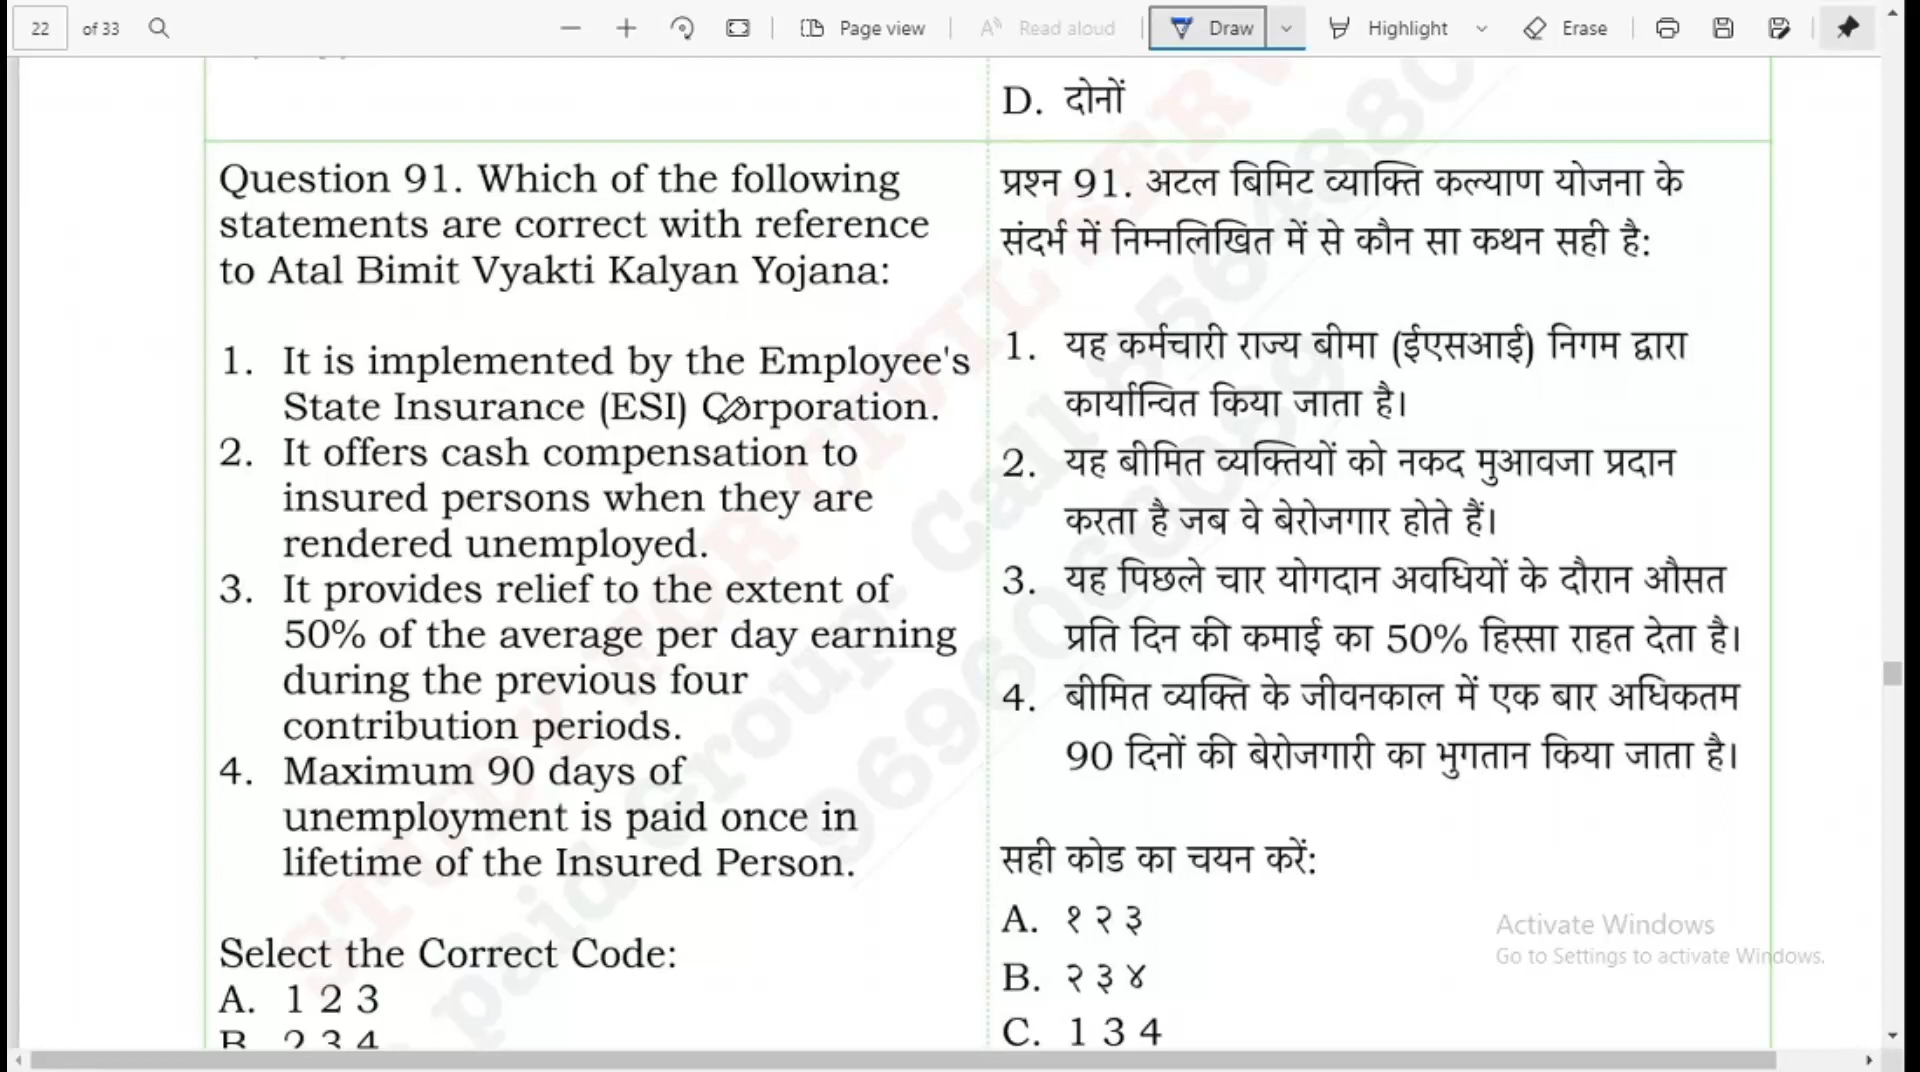 22 of 33 Page view Read aloud Draw Highlight Erase
D. दोनों
Question 91. Which of the following
statements are correct with reference
to Atal Bimit Vyakti Kalyan Yojana:
1. It is implemented by the Employee's
State Insurance (ESI) Corporation.
2. It offers cash compensation to
insured persons when they are
rendered unemployed.
3. It provides relief to the extent of
50% of the average per day earning
during the previous four
contribution periods.
4. Maximum 90 days of
unemployment is paid once in
lifetime of the Insured Person.
Select the Correct Code:
A. 1 2 3
B. 2 3 4
प्रश्न 91. अटल बिमिट व्याक्ति कल्याण योजना के
संदर्भ में निम्नलिखित में से कौन सा कथन सही है:
1. यह कर्मचारी राज्य बीमा (ईएसआई) निगम द्वारा
कार्यान्वित किया जाता है।
2. यह बीमित व्यक्तियों को नकद मुआवजा प्रदान
करता है जब वे बेरोजगार होते हैं।
3. यह पिछले चार योगदान अवधियों के दौरान औसत
प्रति दिन की कमाई का 50% हिस्सा राहत देता है।
4. बीमित व्यक्ति के जीवनकाल में एक बार अधिकतम
90 दिनों की बेरोजगारी का भुगतान किया जाता है।
सही कोड का चयन करें:
A. १ २ ३
B. २ ३ ४
C. 1 3 4
Activate Windows
Go to Settings to activate Windows.